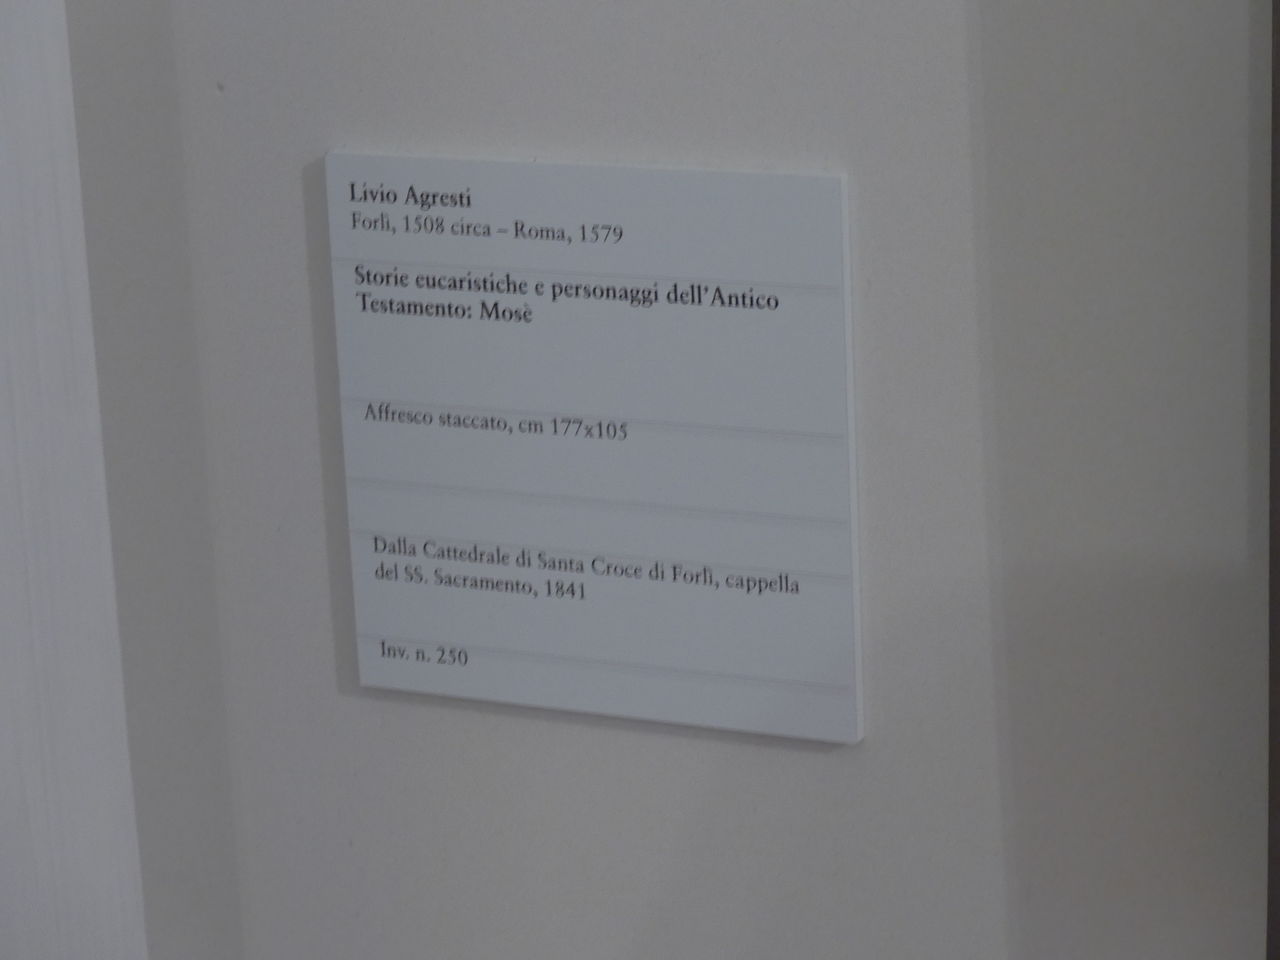 Livio Agresti
Forlì, 1508 circa – Roma, 1579
Storie eucaristiche e personaggi dell'Antico
Testamento: Mosè
Affresco staccato, cm 177x105
Dalla Cattedrale di Santa Croce di Forlì, cappella
del SS. Sacramento, 1841
Inv. n. 250